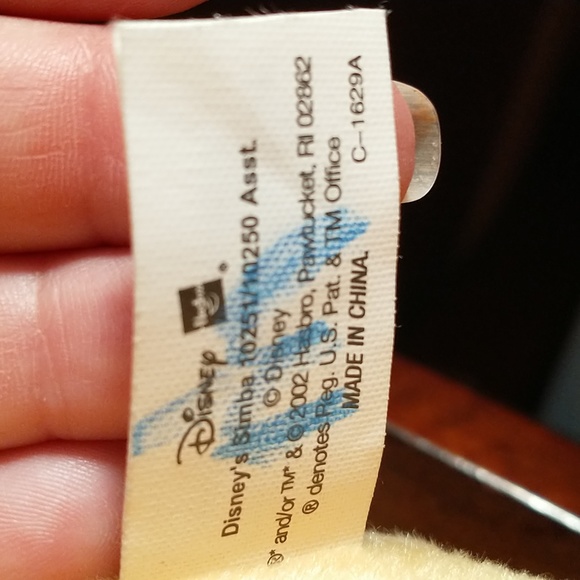 Disney Hasbro ®
Disney's Simba 10251/10250 Asst.
© Disney
®* and/or TM* & © 2002 Hasbro, Pawtucket, RI 02862
® denotes Reg. U.S. Pat. & TM Office
MADE IN CHINA. C-1629A